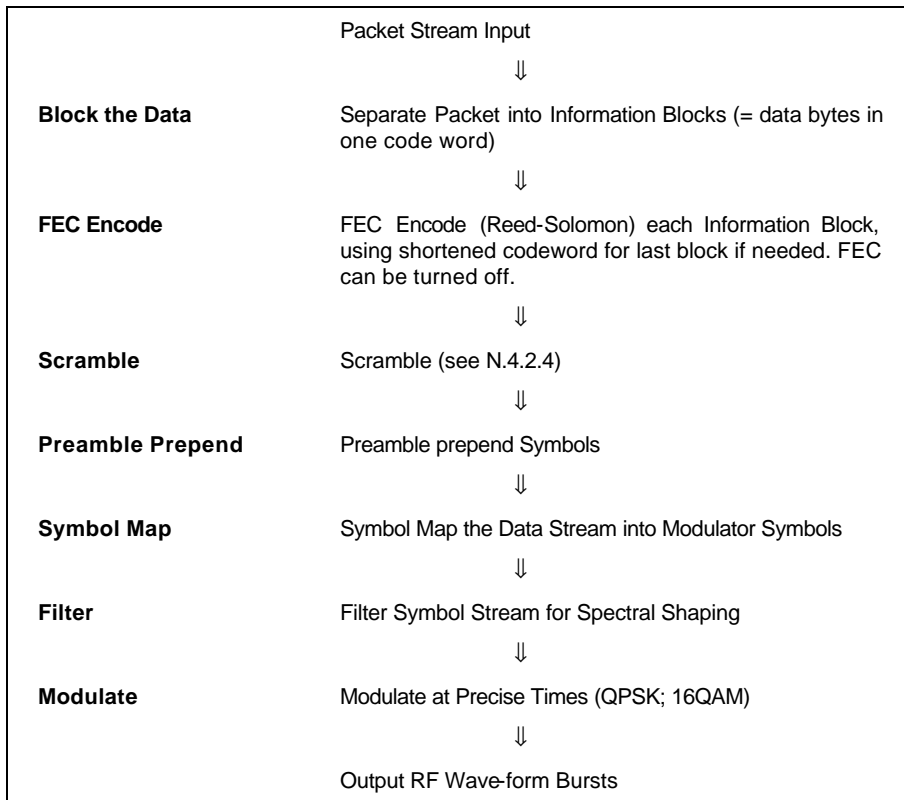 Packet Stream Input
⇓
Block the Data Separate Packet into Information Blocks (= data bytes in
one code word)
⇓
FEC Encode FEC Encode (Reed-Solomon) each Information Block,
using shortened codeword for last block if needed. FEC
can be turned off.
⇓
Scramble Scramble (see N.4.2.4)
⇓
Preamble Prepend Preamble prepend Symbols
⇓
Symbol Map Symbol Map the Data Stream into Modulator Symbols
⇓
Filter Filter Symbol Stream for Spectral Shaping
⇓
Modulate Modulate at Precise Times (QPSK; 16QAM)
⇓
Output RF Wave-form Bursts